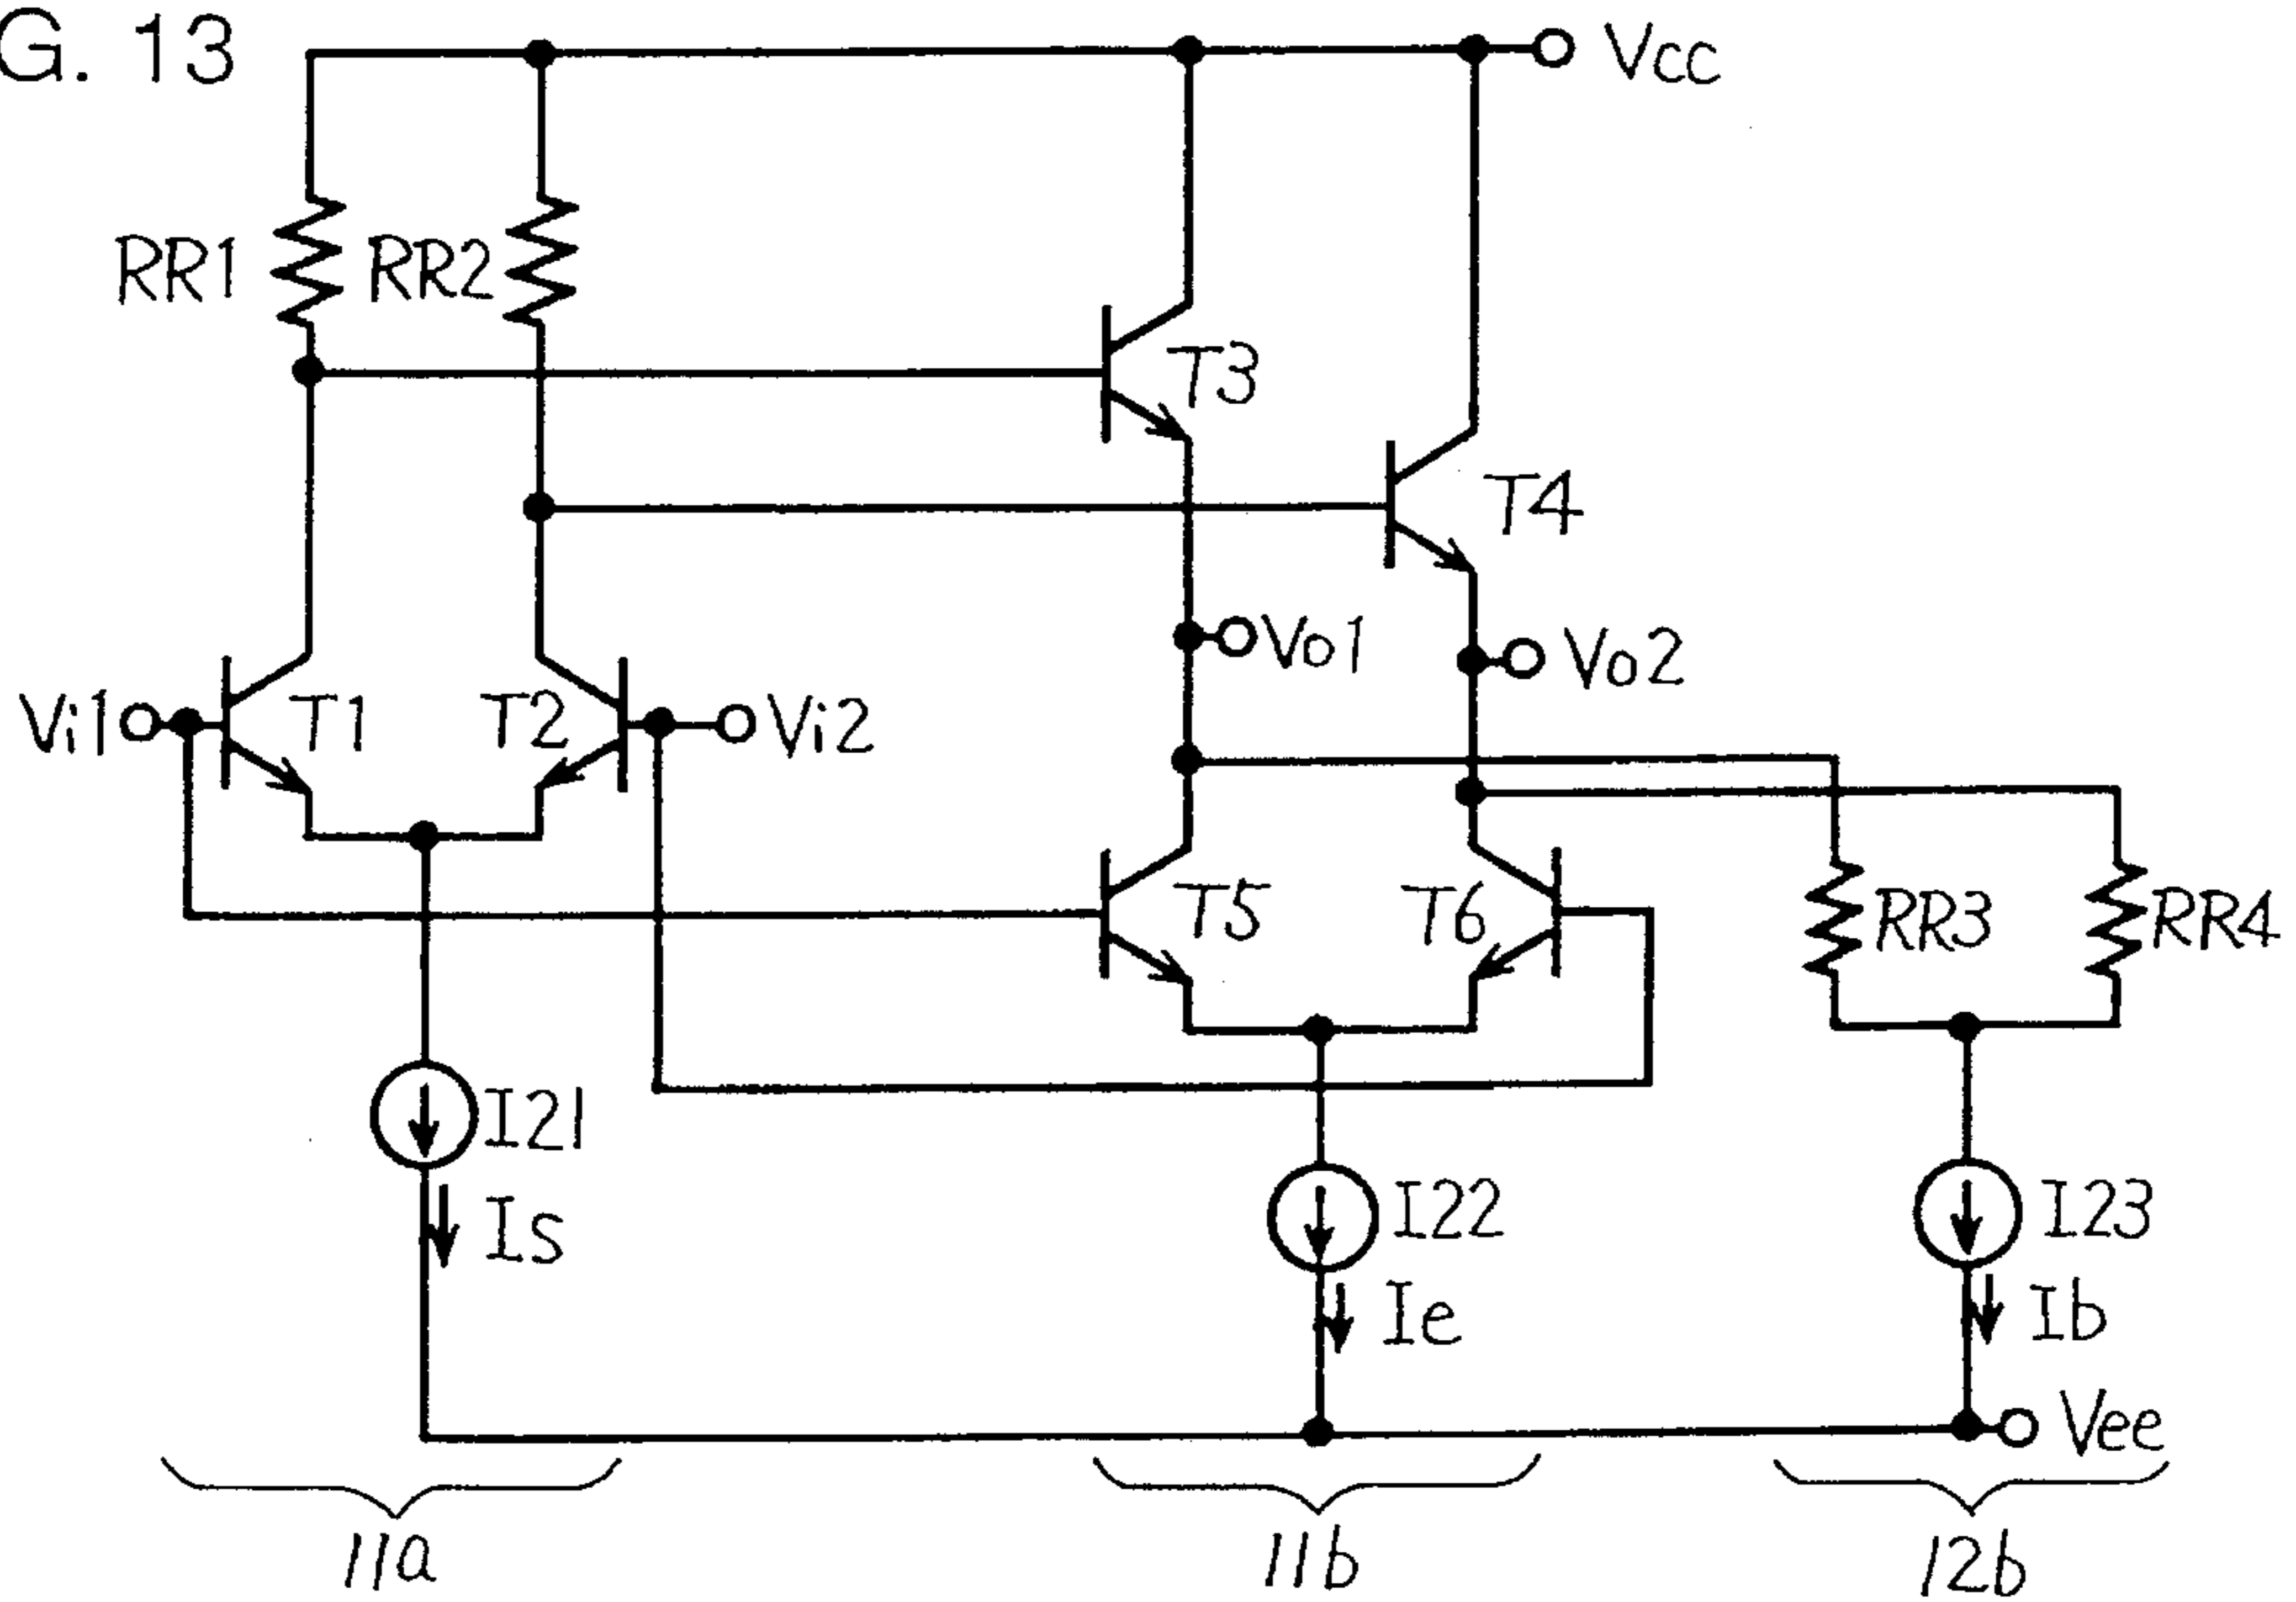 G. 13
Vcc
RR1
RR2
T3
T4
Vo1
Vo2
Vi1
T1
T2
Vi2
T5
T6
RR3
RR4
I21
Is
I22
I23
Ie
Ib
Vee
11a
11b
12b